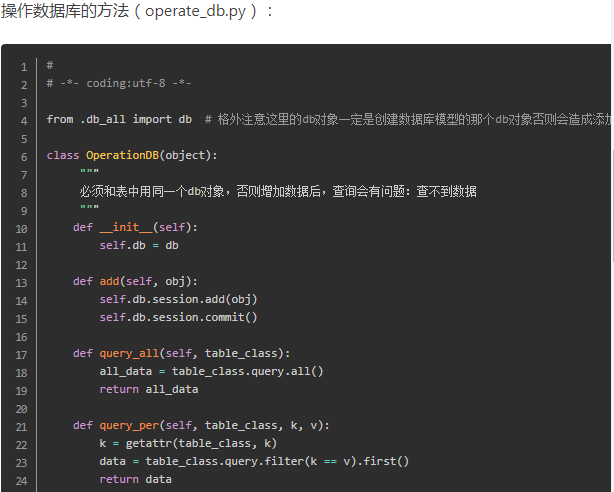 操作数据库的方法（operate_db.py）：
1 #
2 # -*- coding:utf-8 -*-
3
4 from .db_all import db  # 格外注意这里的db对象一定是创建数据库模型的那个db对象否则会造成添加
5
6 class OperationDB(object):
7     """
8     必须和表中用同一个db对象，否则增加数据后，查询会有问题：查不到数据
9     """
10    def __init__(self):
11        self.db = db
12
13    def add(self, obj):
14        self.db.session.add(obj)
15        self.db.session.commit()
16
17    def query_all(self, table_class):
18        all_data = table_class.query.all()
19        return all_data
20
21    def query_per(self, table_class, k, v):
22        k = getattr(table_class, k)
23        data = table_class.query.filter(k == v).first()
24        return data